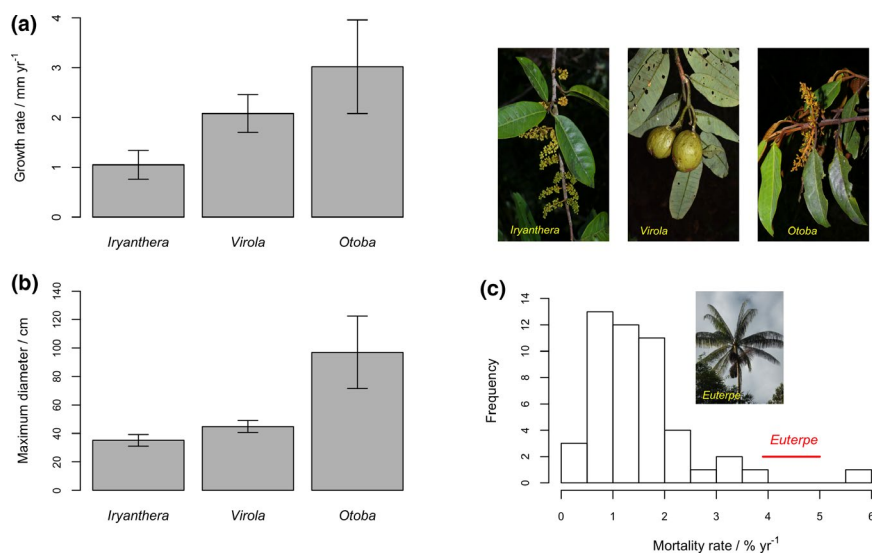 (a)
4
3
2
1
0
Growth rate / mm yr⁻¹
Iryanthera Virola Otoba
Iryanthera
Virola
Otoba
(b)
140
120
100
80
60
40
20
0
Maximum diameter / cm
Iryanthera Virola Otoba
(c)
14
12
10
8
6
4
2
0
Frequency
Euterpe
Euterpe
0 1 2 3 4 5 6
Mortality rate / % yr⁻¹